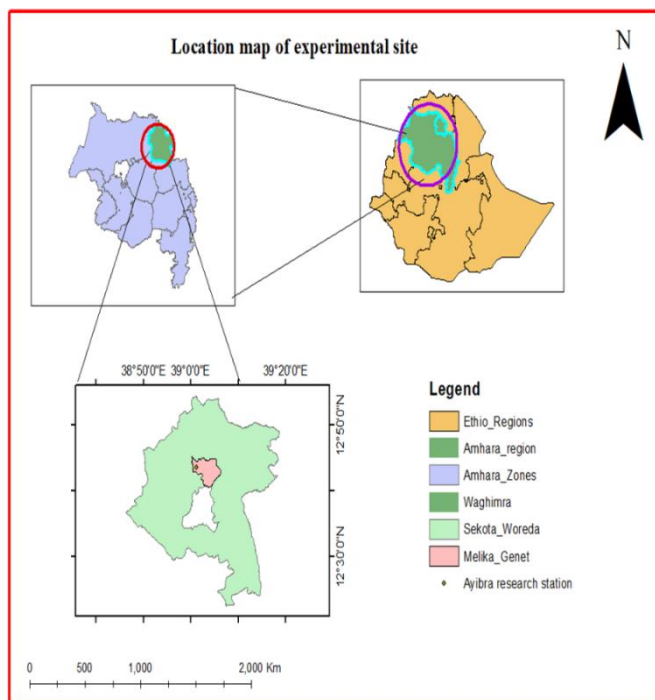 Location map of experimental site
N
38°50'0"E 39°0'0"E 39°20'0"E
12°50'0"N
12°30'0"N
Legend
Ethio_Regions
Amhara_region
Amhara_Zones
Waghimra
Sekota_Woreda
Melika_Genet
Ayibra research station
0 500 1,000 2,000 Km